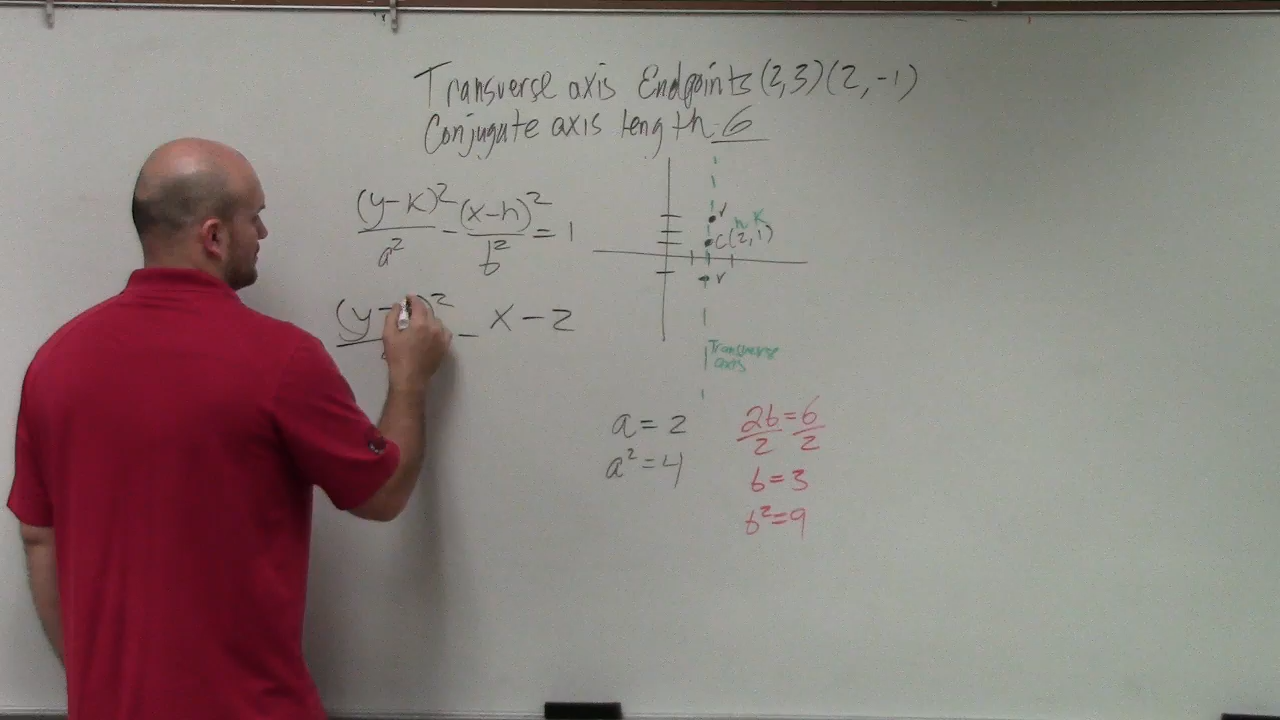 Transverse axis Endpoints (2,3)(2,-1)
Conjugate axis length 6
(y-k)²/a² - (x-h)²/b² = 1
(y- )² - x-2
v
h k
c(2,1)
v
Transverse
axis
a=2
a²=4
2b/2=6/2
b=3
b²=9